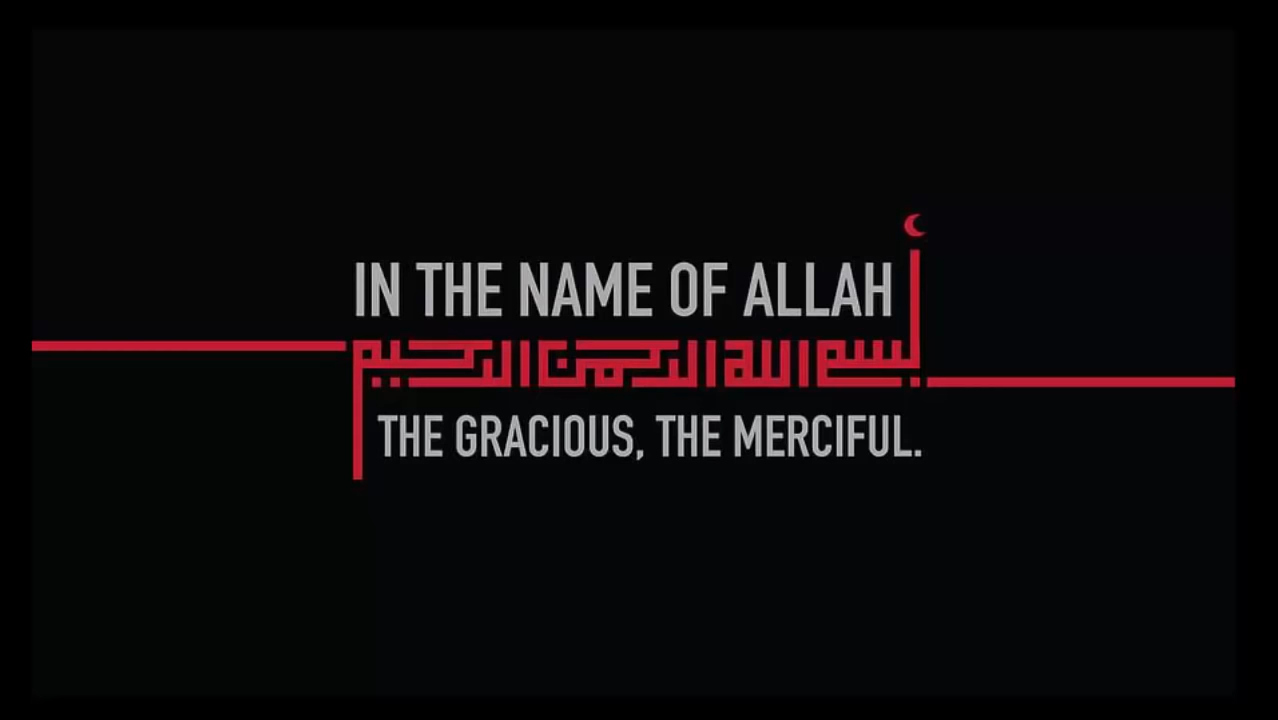 IN THE NAME OF ALLAH
بسم الله الرحمن الرحيم
THE GRACIOUS, THE MERCIFUL.